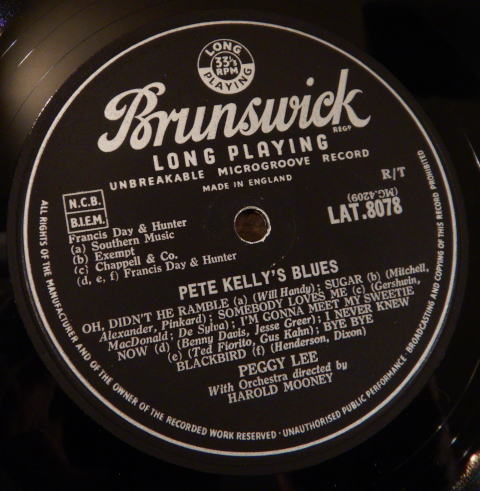 LONG
33⅓
RPM
PLAYING
Brunswick
REGD
LONG PLAYING
UNBREAKABLE MICROGROOVE RECORD
MADE IN ENGLAND
N.C.B.
B.I.E.M.
R/T
(MG.4209)
LAT.8078
Francis Day & Hunter
(a) Southern Music
(b) Exempt
(c) Chappell & Co.
(d, e, f) Francis Day & Hunter
PETE KELLY'S BLUES
OH, DIDN'T HE RAMBLE (a) (Will Handy); SUGAR (b) (Mitchell,
Alexander, Pinkard); SOMEBODY LOVES ME (c) (Gershwin,
MacDonald; De Sylva); I'M GONNA MEET MY SWEETIE
NOW (d) (Benny Davis, Jesse Greer); I NEVER KNEW
(e) (Ted Fiorito, Gus Kahn); BYE BYE
BLACKBIRD (f) (Henderson, Dixon)
PEGGY LEE
With Orchestra directed by
HAROLD MOONEY
ALL RIGHTS OF THE MANUFACTURER AND OF THE OWNER OF THE RECORDED WORK RESERVED · UNAUTHORISED PUBLIC PERFORMANCE · BROADCASTING AND COPYING OF THIS RECORD PROHIBITED